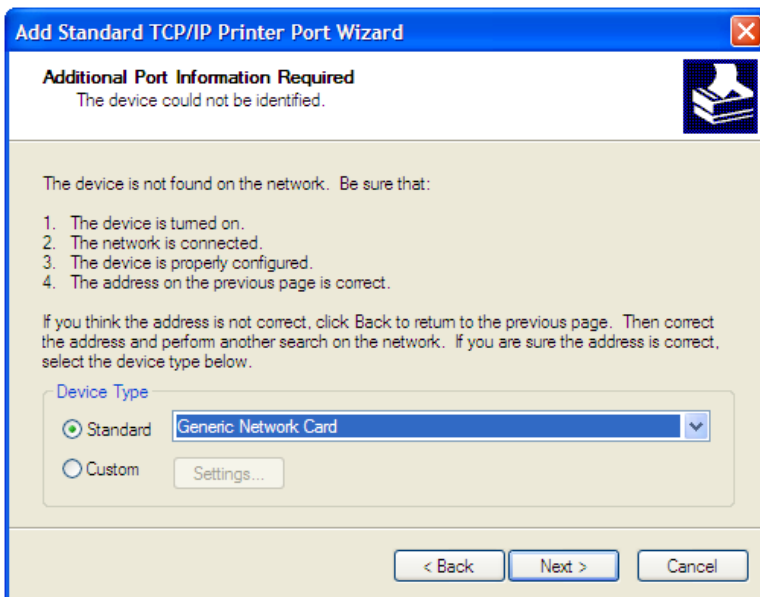 Add Standard TCP/IP Printer Port Wizard
Additional Port Information Required
The device could not be identified.
The device is not found on the network. Be sure that:
1. The device is turned on.
2. The network is connected.
3. The device is properly configured.
4. The address on the previous page is correct.
If you think the address is not correct, click Back to return to the previous page. Then correct
the address and perform another search on the network. If you are sure the address is correct,
select the device type below.
Device Type
Standard Generic Network Card
Custom Settings...
< Back Next > Cancel